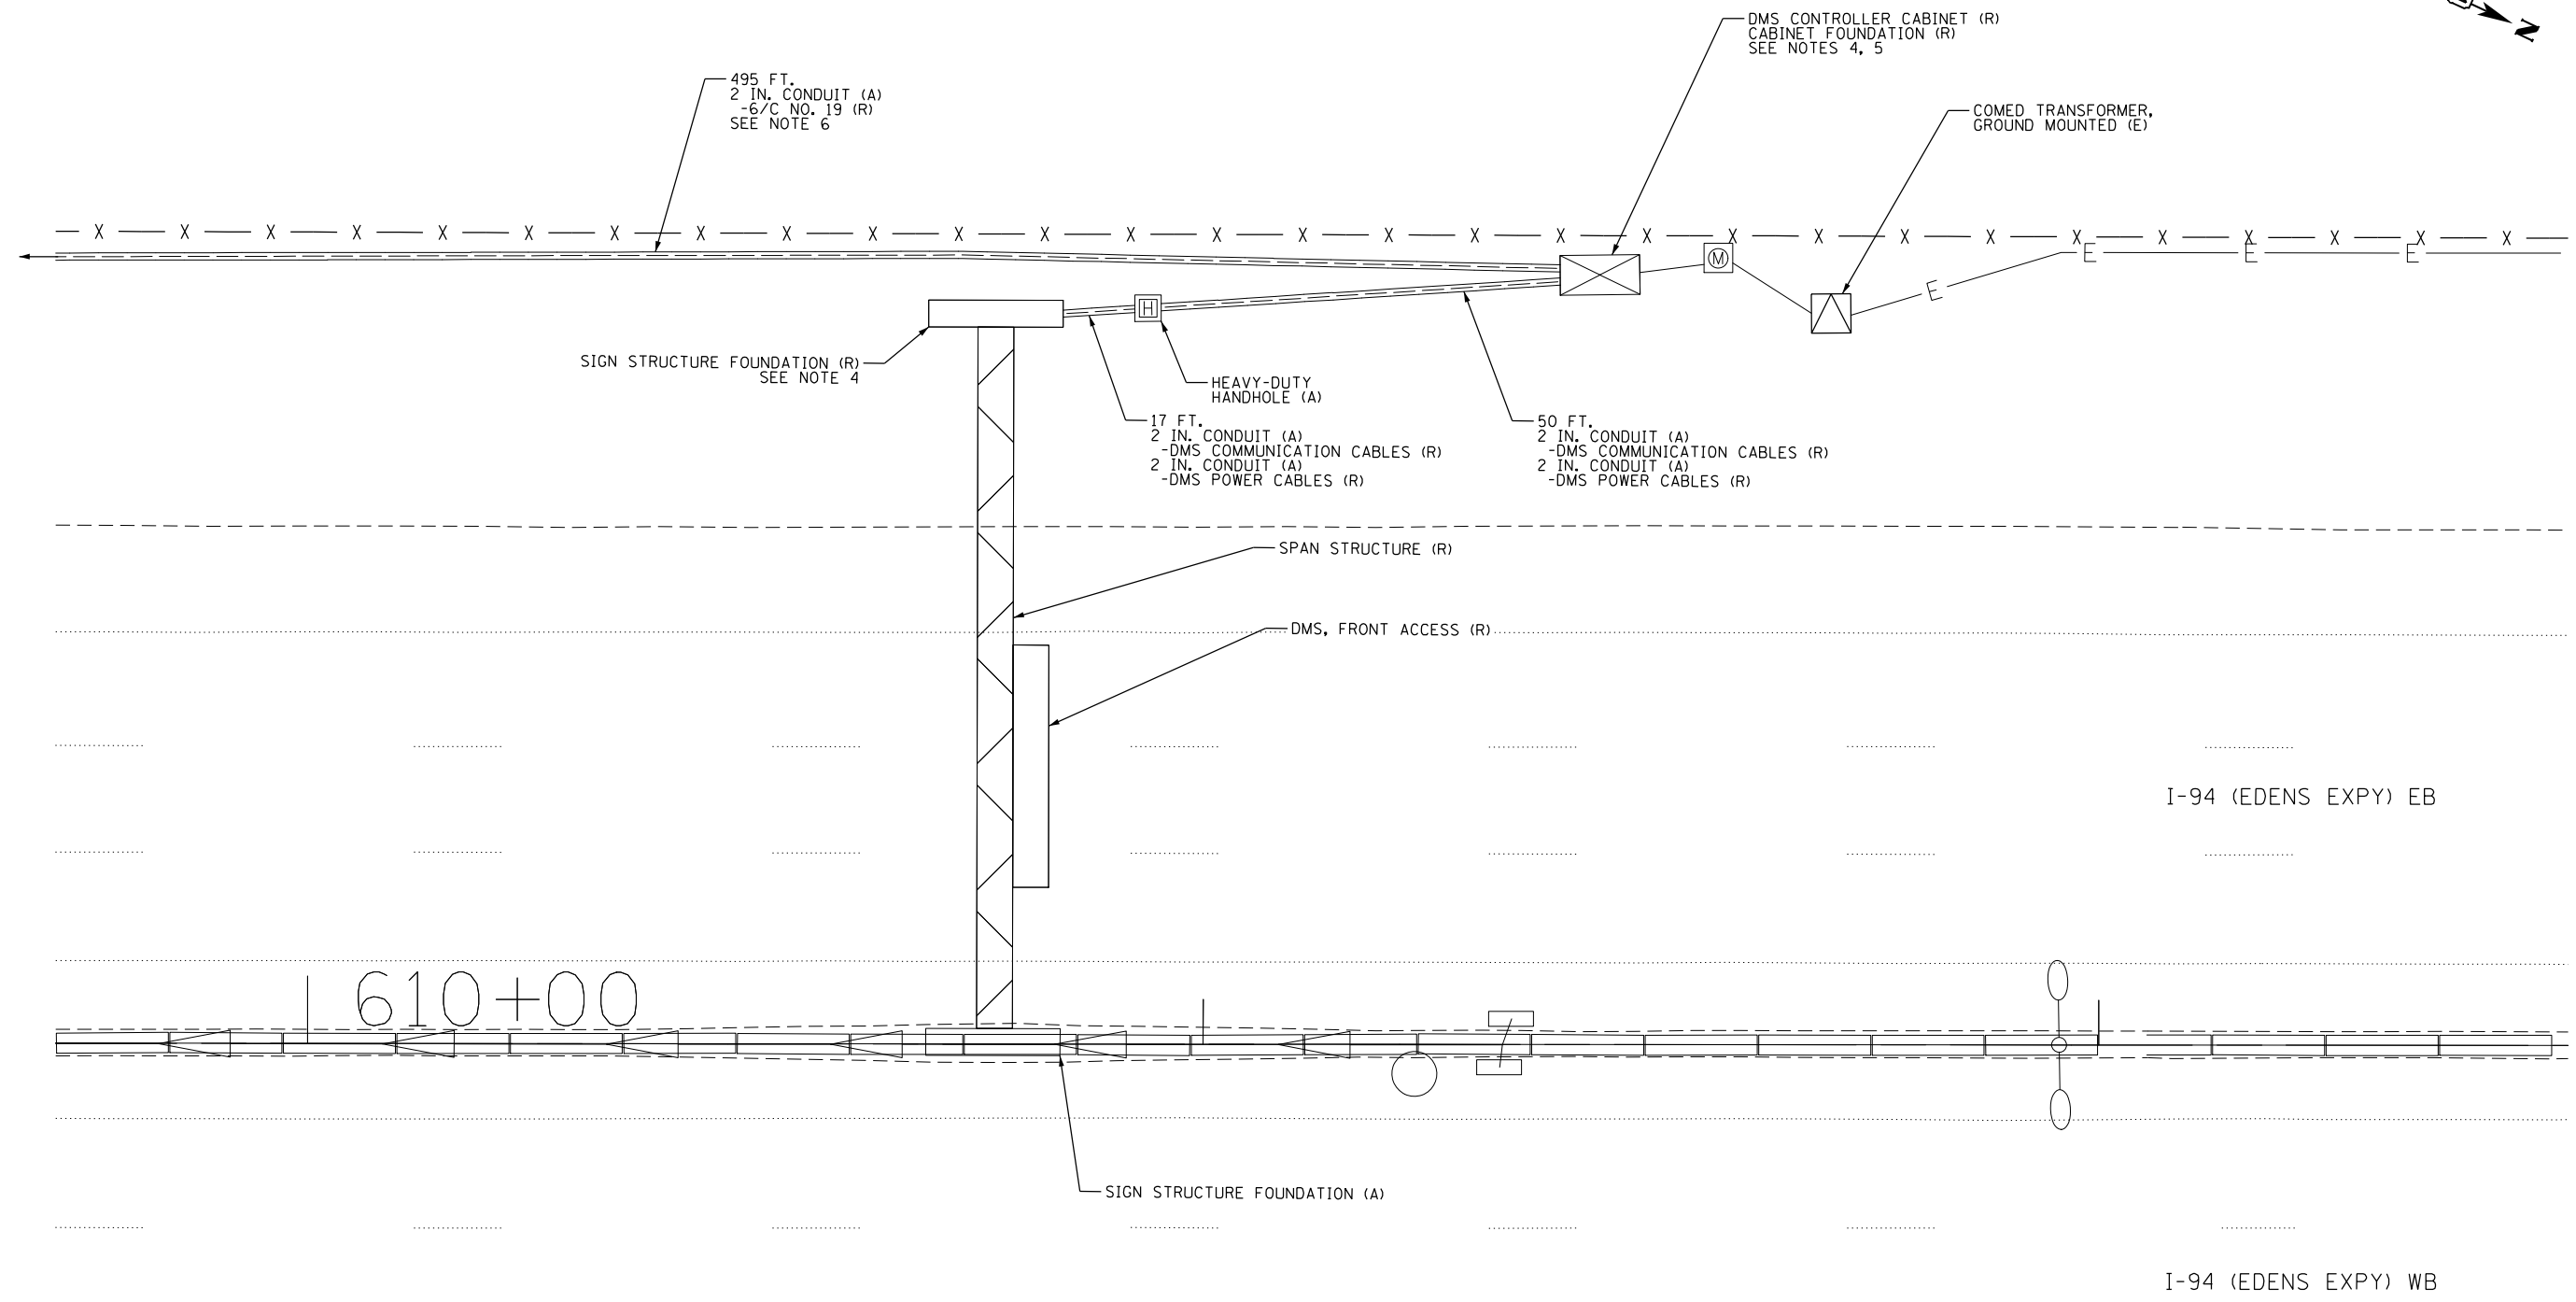 N
DMS CONTROLLER CABINET (R)
CABINET FOUNDATION (R)
SEE NOTES 4, 5
495 FT.
2 IN. CONDUIT (A)
-6/C NO. 19 (R)
SEE NOTE 6
COMED TRANSFORMER,
GROUND MOUNTED (E)
X X X X X X X X X X X X X X X X X X X X X X X X X X X X X
E E E
M
E
H
SIGN STRUCTURE FOUNDATION (R)
SEE NOTE 4
HEAVY-DUTY
HANDHOLE (A)
17 FT.
2 IN. CONDUIT (A)
-DMS COMMUNICATION CABLES (R)
2 IN. CONDUIT (A)
-DMS POWER CABLES (R)
50 FT.
2 IN. CONDUIT (A)
-DMS COMMUNICATION CABLES (R)
2 IN. CONDUIT (A)
-DMS POWER CABLES (R)
SPAN STRUCTURE (R)
DMS, FRONT ACCESS (R)
I-94 (EDENS EXPY) EB
610+00
SIGN STRUCTURE FOUNDATION (A)
I-94 (EDENS EXPY) WB